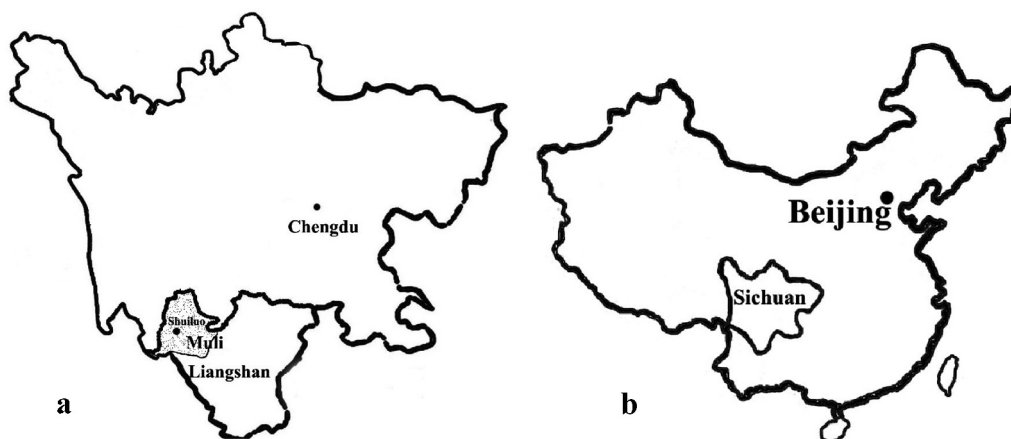 Chengdu
Shuiluo
Muli
Liangshan
a
Beijing
Sichuan
b